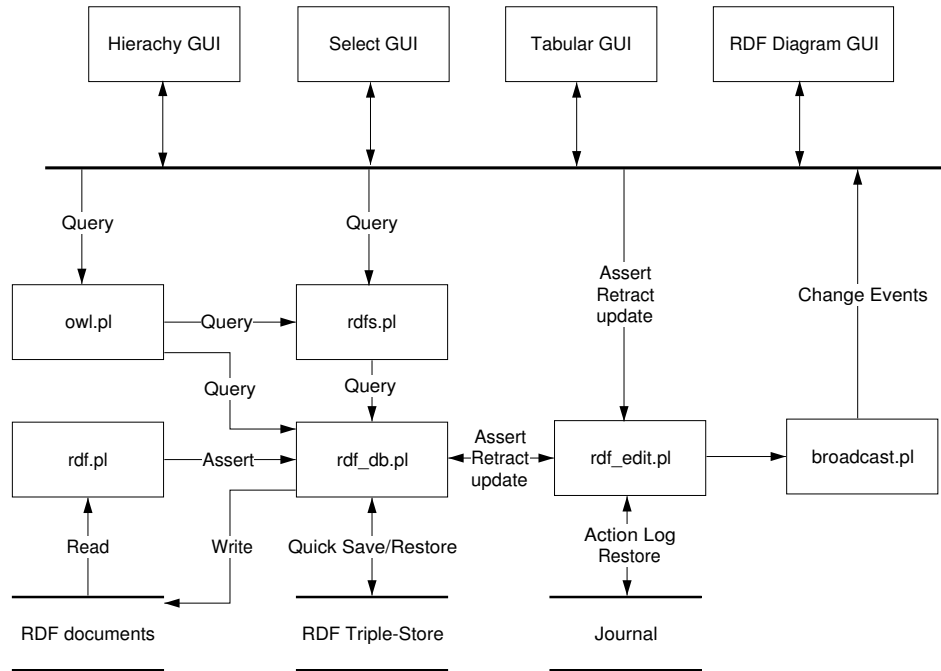 Hierachy GUI
Select GUI
Tabular GUI
RDF Diagram GUI
Query
Query
Assert
Retract
update
Change Events
owl.pl
Query
rdfs.pl
Query
Query
rdf.pl
Assert
rdf_db.pl
Assert
Retract
update
rdf_edit.pl
broadcast.pl
Read
Write
Quick Save/Restore
Action Log
Restore
RDF documents
RDF Triple-Store
Journal